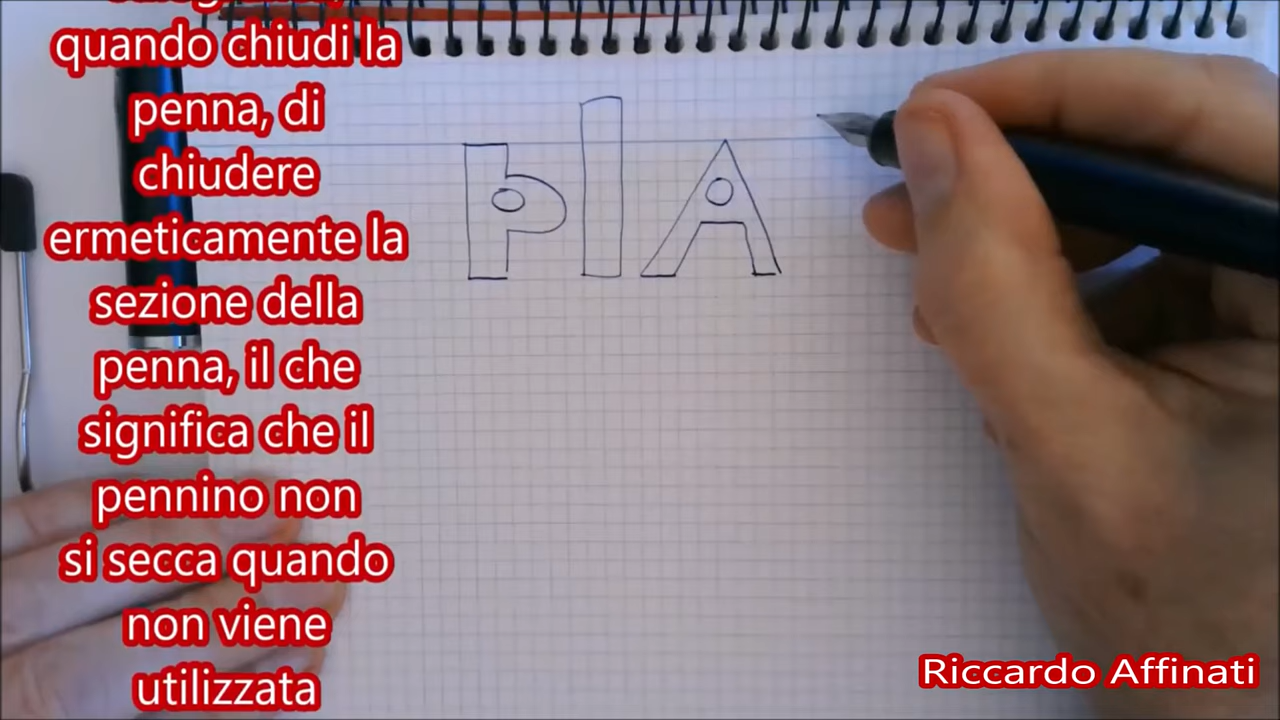 quando chiudi la
penna, di
chiudere
ermeticamente la
sezione della
penna, il che
significa che il
pennino non
si secca quando
non viene
utilizzata
plA
Riccardo Affinati